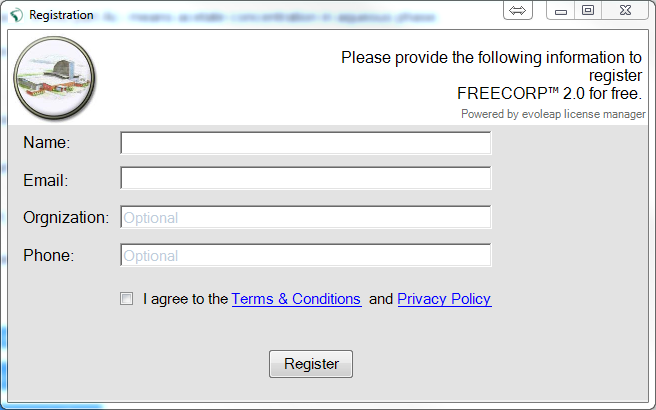 Registration
Please provide the following information to
register
FREECORP™ 2.0 for free.
Powered by evoleap license manager
Name:
Email:
Orgnization: Optional
Phone: Optional
I agree to the Terms & Conditions and Privacy Policy
Register